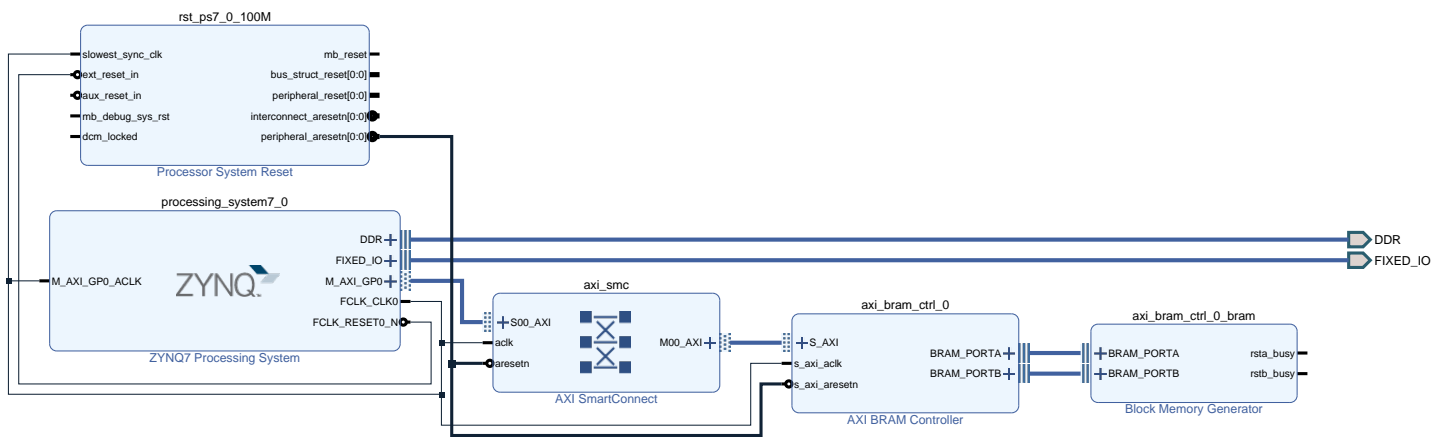 rst_ps7_0_100M
slowest_sync_clk
ext_reset_in
aux_reset_in
mb_debug_sys_rst
dcm_locked
mb_reset
bus_struct_reset[0:0]
peripheral_reset[0:0]
interconnect_aresetn[0:0]
peripheral_aresetn[0:0]
Processor System Reset
processing_system7_0
M_AXI_GP0_ACLK
ZYNQ
DDR
FIXED_IO
M_AXI_GP0
FCLK_CLK0
FCLK_RESET0_N
ZYNQ7 Processing System
DDR
FIXED_IO
axi_smc
S00_AXI
aclk
aresetn
M00_AXI
AXI SmartConnect
axi_bram_ctrl_0
S_AXI
s_axi_aclk
s_axi_aresetn
BRAM_PORTA
BRAM_PORTB
AXI BRAM Controller
axi_bram_ctrl_0_bram
BRAM_PORTA
BRAM_PORTB
rsta_busy
rstb_busy
Block Memory Generator